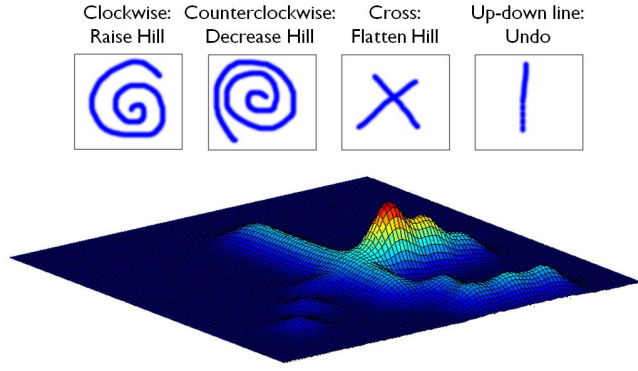 Clockwise:
Raise Hill
Counterclockwise:
Decrease Hill
Cross:
Flatten Hill
Up-down line:
Undo